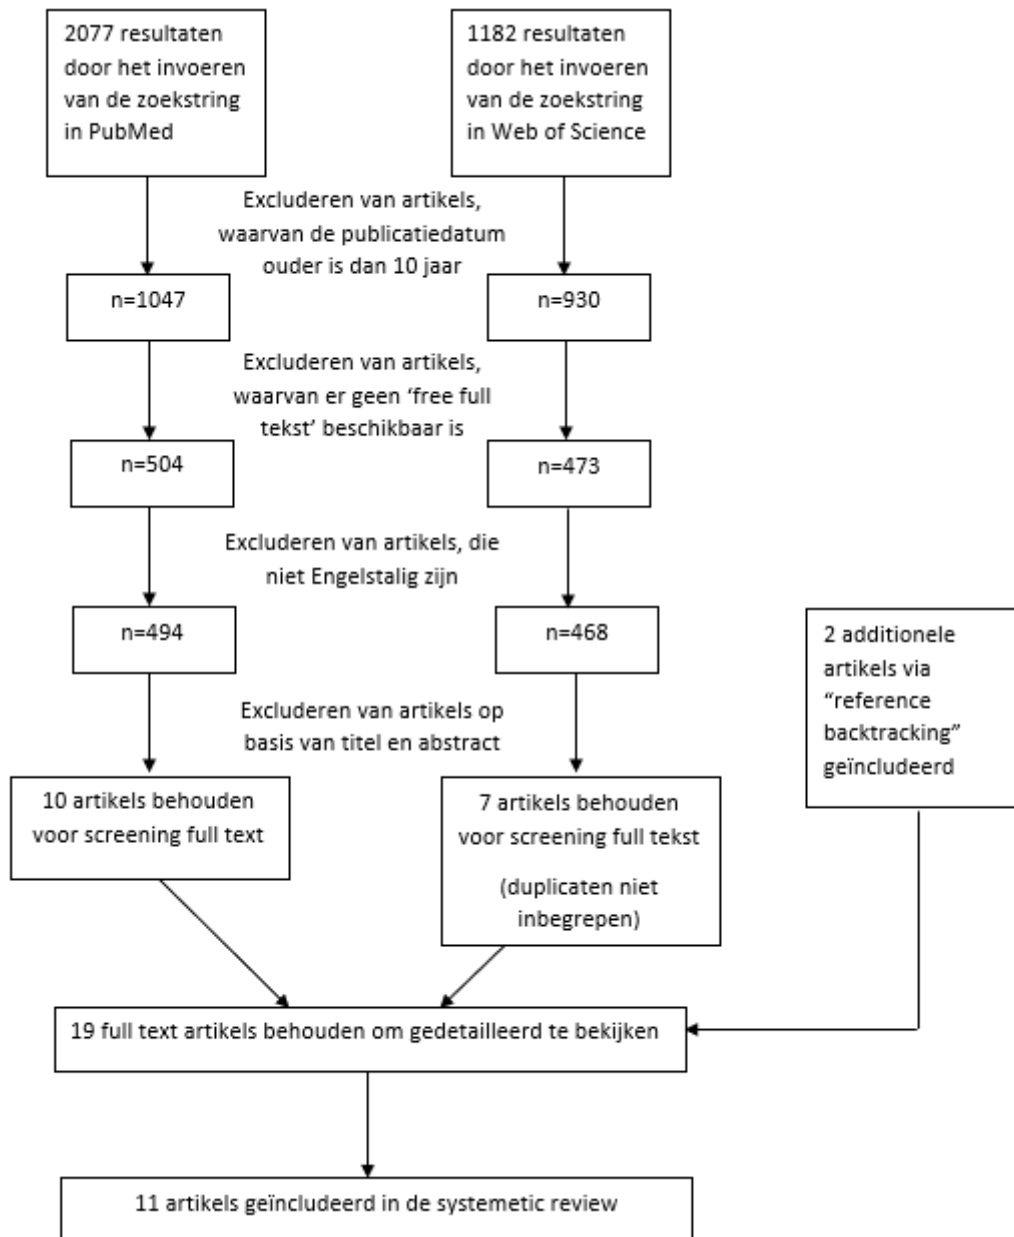 2077 resultaten
door het invoeren
van de zoekstring
in PubMed
1182 resultaten
door het invoeren
van de zoekstring
in Web of Science
Excluderen van artikels,
waarvan de publicatiedatum
ouder is dan 10 jaar
n=1047
n=930
Excluderen van artikels,
waarvan er geen ‘free full
tekst’ beschikbaar is
n=504
n=473
Excluderen van artikels, die
niet Engelstalig zijn
n=494
n=468
2 additionele
artikels via
“reference
backtracking”
geïncludeerd
Excluderen van artikels op
basis van titel en abstract
10 artikels behouden
voor screening full text
7 artikels behouden
voor screening full tekst
(duplicaten niet
inbegrepen)
19 full text artikels behouden om gedetailleerd te bekijken
11 artikels geïncludeerd in de systemetic review